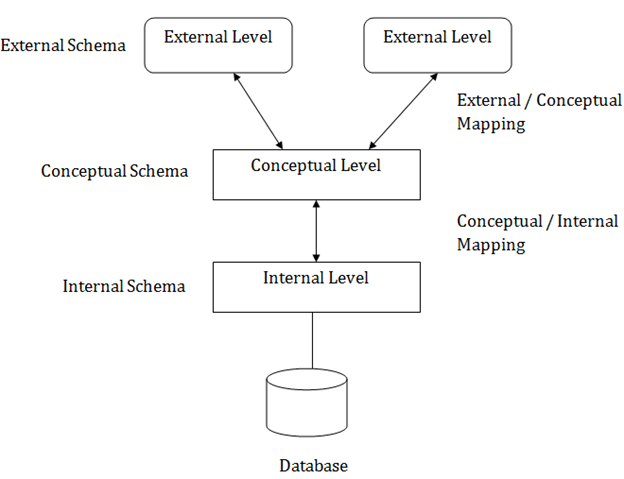 External Level
External Level
External Schema
External / Conceptual
Mapping
Conceptual Level
Conceptual Schema
Conceptual / Internal
Mapping
Internal Level
Internal Schema
Database